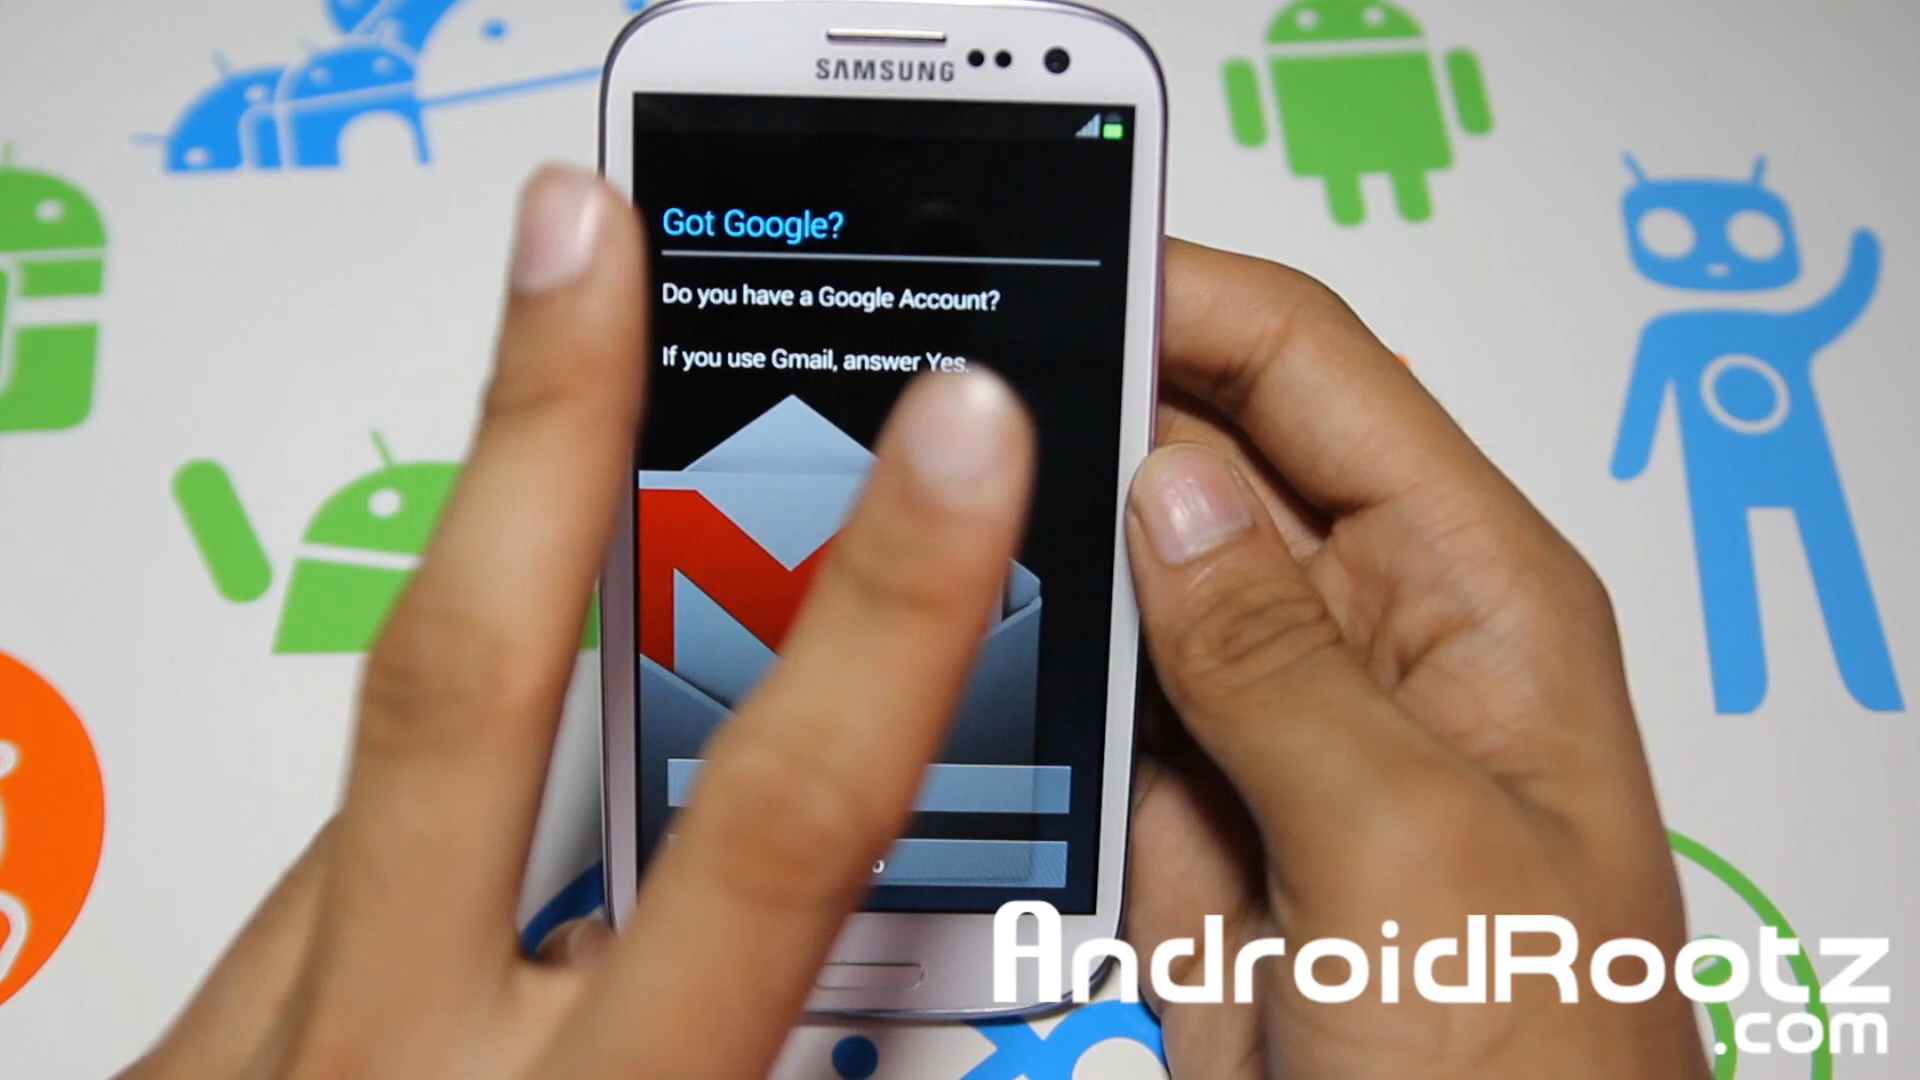 SAMSUNG
Got Google?
Do you have a Google Account?
If you use Gmail, answer Yes.
AndroidRootz
.com